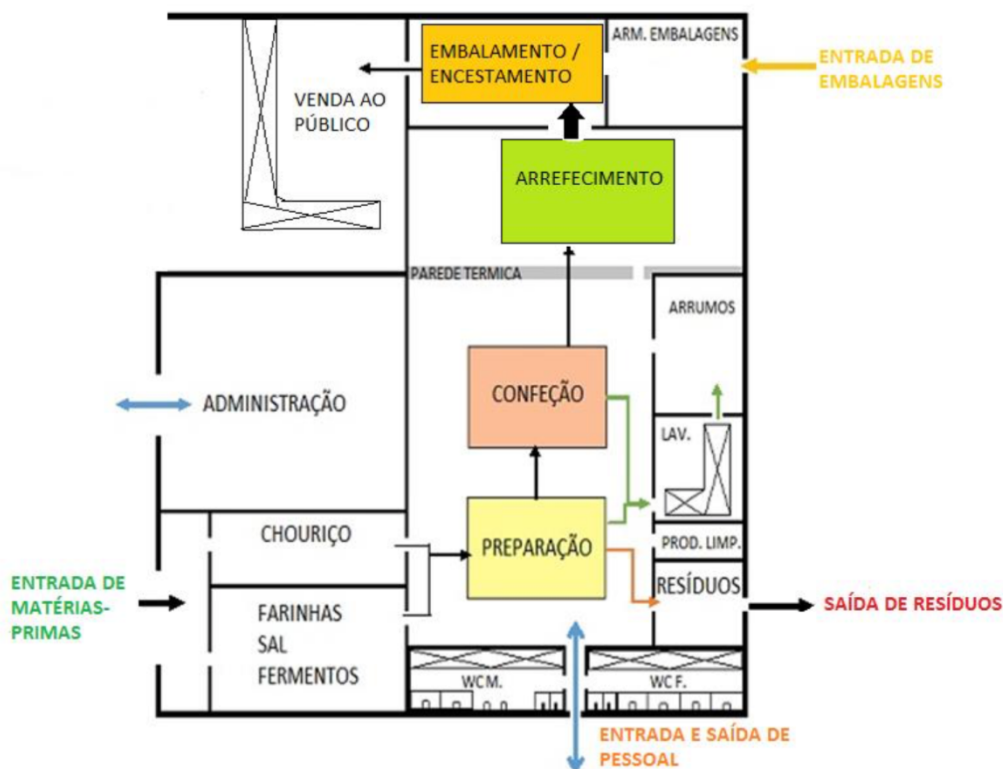 ARM. EMBALAGENS
EMBALAMENTO /
ENCESTAMENTO
ENTRADA DE
EMBALAGENS
VENDA AO
PÚBLICO
ARREFECIMENTO
PAREDE TERMICA
ARRUMOS
ADMINISTRAÇÃO
CONFEÇÃO
LAV.
CHOURIÇO
PREPARAÇÃO
PROD. LIMP.
ENTRADA DE
MATÉRIAS-
PRIMAS
RESÍDUOS
SAÍDA DE RESÍDUOS
FARINHAS
SAL
FERMENTOS
WC M.
WC F.
ENTRADA E SAÍDA DE
PESSOAL